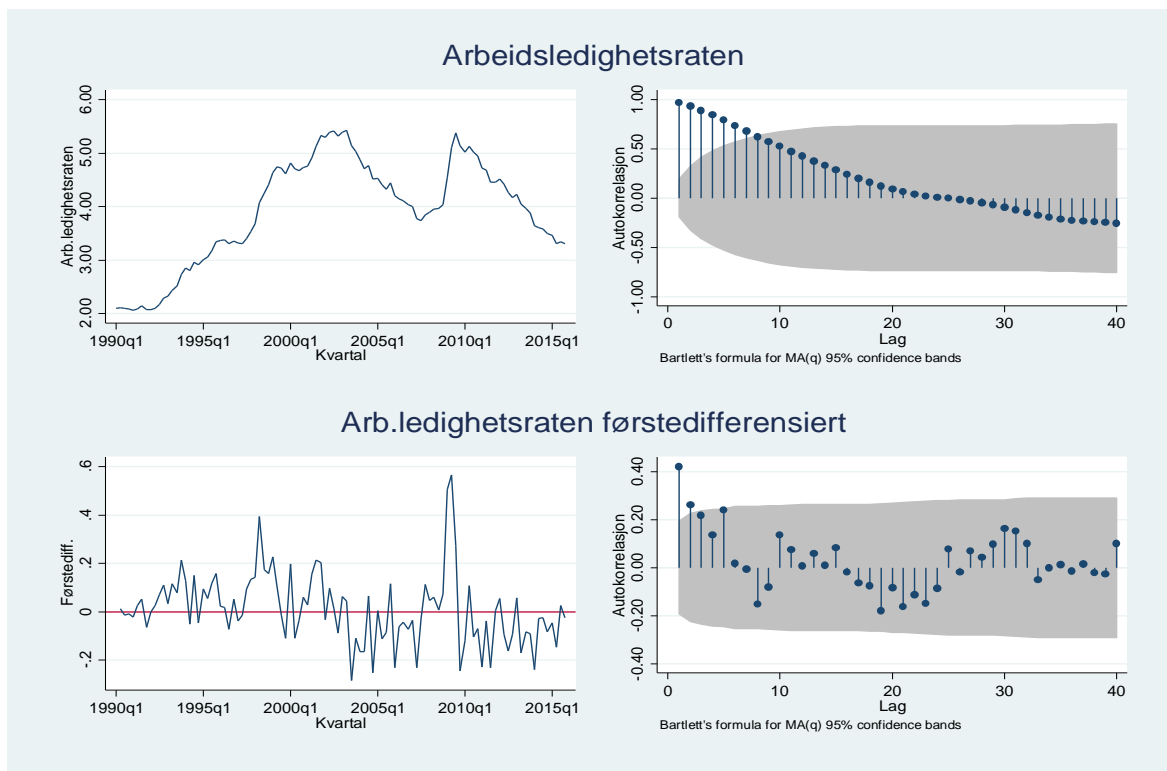 Arbeidsledighetsraten
Arb.ledighetsraten
6.00
5.00
4.00
3.00
2.00
1990q1 1995q1 2000q1 2005q1 2010q1 2015q1
Kvartal
Autokorrelasjon
1.00
0.50
0.00
-0.50
-1.00
0 10 20 30 40
Lag
Bartlett's formula for MA(q) 95% confidence bands
Arb.ledighetsraten førstedifferensiert
Førstediff.
.6
.4
.2
0
-.2
1990q1 1995q1 2000q1 2005q1 2010q1 2015q1
Kvartal
Autokorrelasjon
0.40
0.20
0.00
-0.20
-0.40
0 10 20 30 40
Lag
Bartlett's formula for MA(q) 95% confidence bands